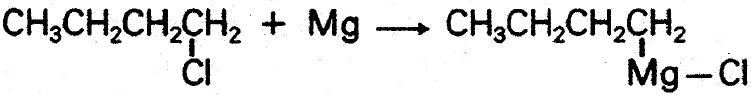 CH₃CH₂CH₂CH₂ + Mg → CH₃CH₂CH₂CH₂
Cl Mg—Cl